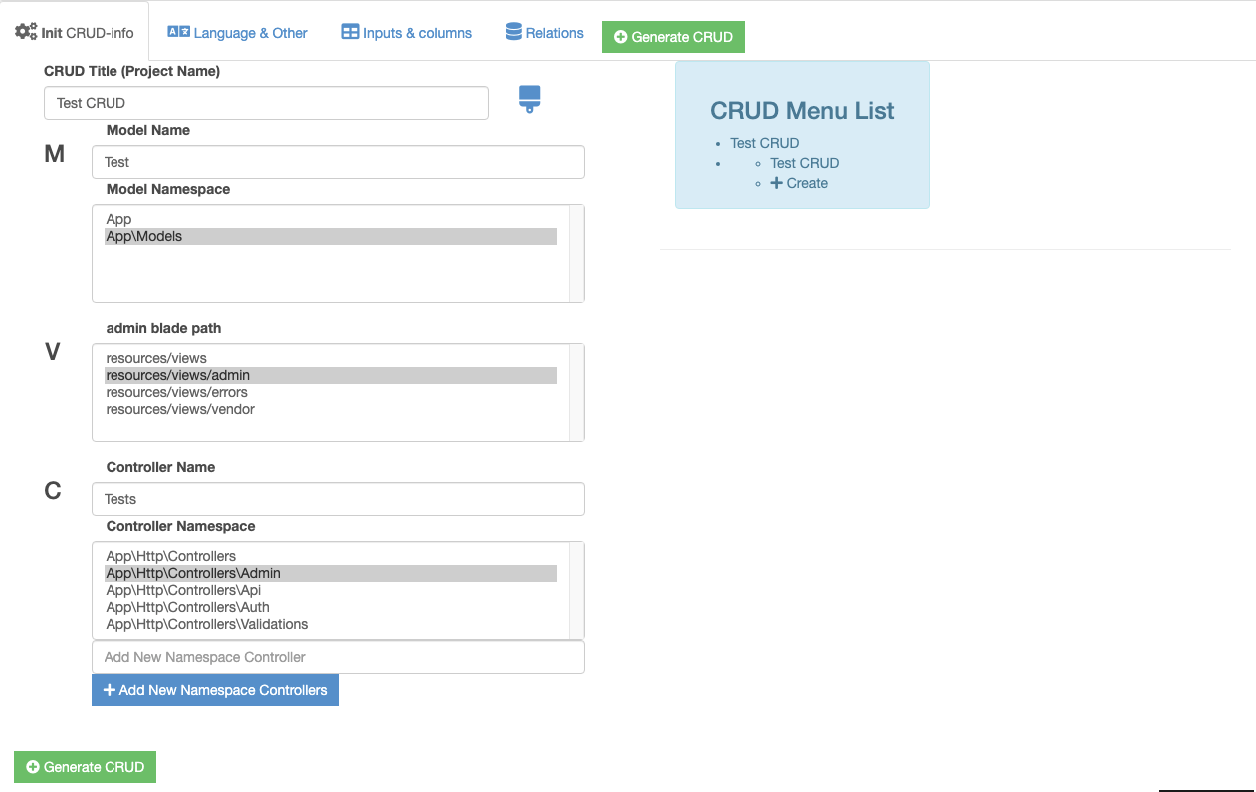 Init CRUD-info
Language & Other
Inputs & columns
Relations
Generate CRUD
CRUD Title (Project Name)
Test CRUD
M
Model Name
Test
Model Namespace
App
App\Models
V
admin blade path
resources/views
resources/views/admin
resources/views/errors
resources/views/vendor
C
Controller Name
Tests
Controller Namespace
App\Http\Controllers
App\Http\Controllers\Admin
App\Http\Controllers\Api
App\Http\Controllers\Auth
App\Http\Controllers\Validations
Add New Namespace Controller
Add New Namespace Controllers
Generate CRUD
CRUD Menu List
Test CRUD
Test CRUD
Create